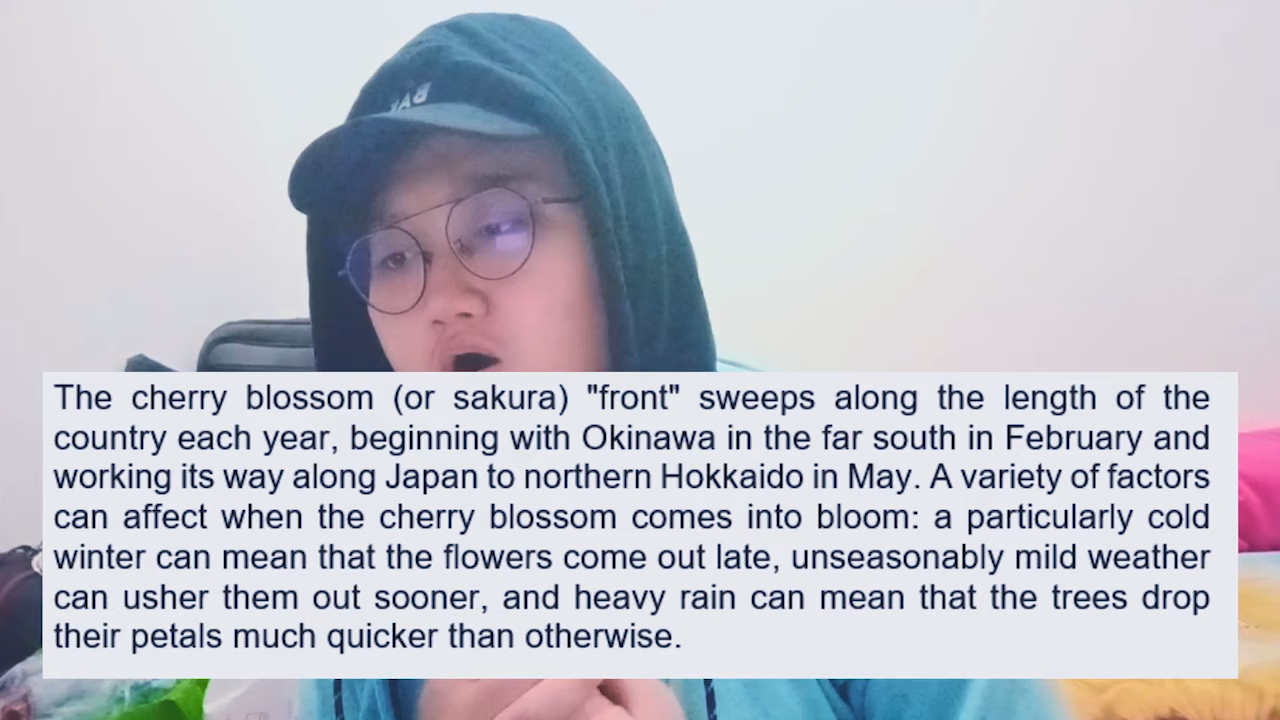 The cherry blossom (or sakura) "front" sweeps along the length of the
country each year, beginning with Okinawa in the far south in February and
working its way along Japan to northern Hokkaido in May. A variety of factors
can affect when the cherry blossom comes into bloom: a particularly cold
winter can mean that the flowers come out late, unseasonably mild weather
can usher them out sooner, and heavy rain can mean that the trees drop
their petals much quicker than otherwise.